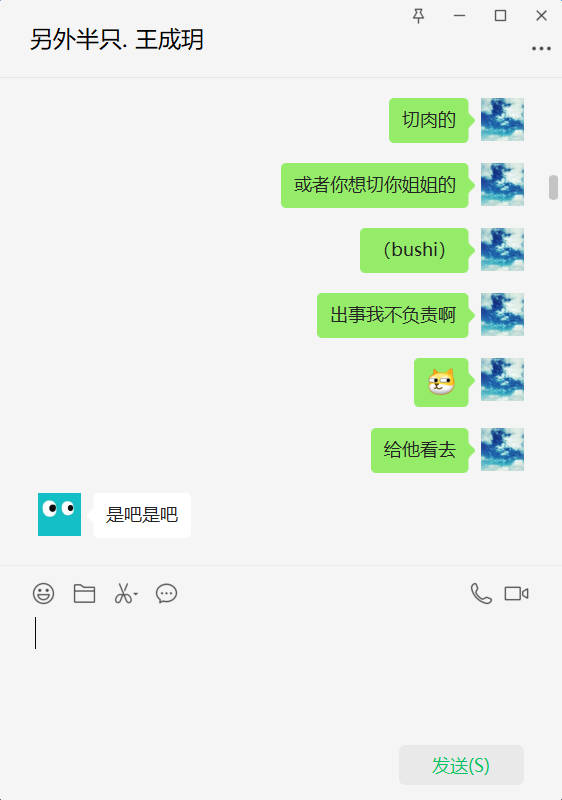 另外半只. 王成玥
切肉的
或者你想切你姐姐的
（bushi）
出事我不负责啊
给他看去
是吧是吧
发送(S)